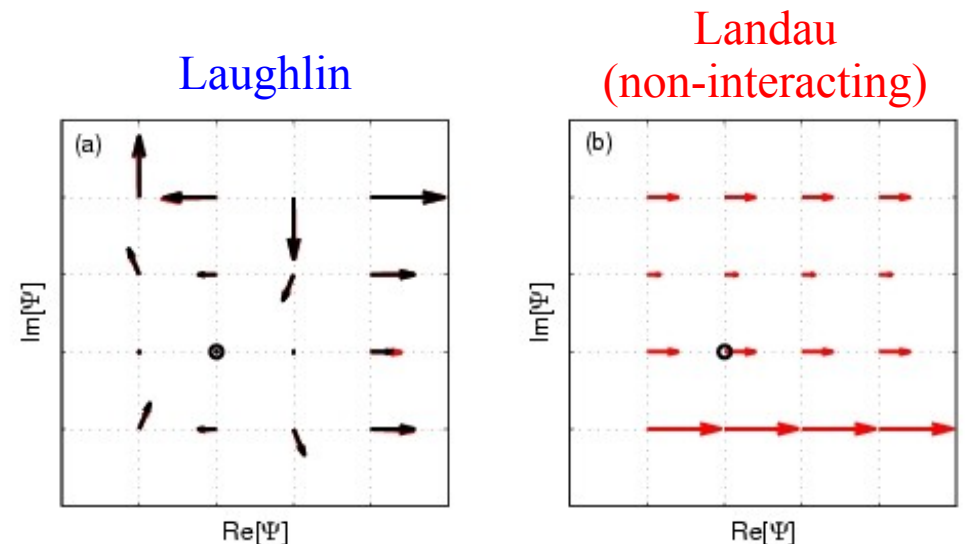 Laughlin
Landau
(non-interacting)
(a)
(b)
Im[Ψ]
Im[Ψ]
Re[Ψ]
Re[Ψ]